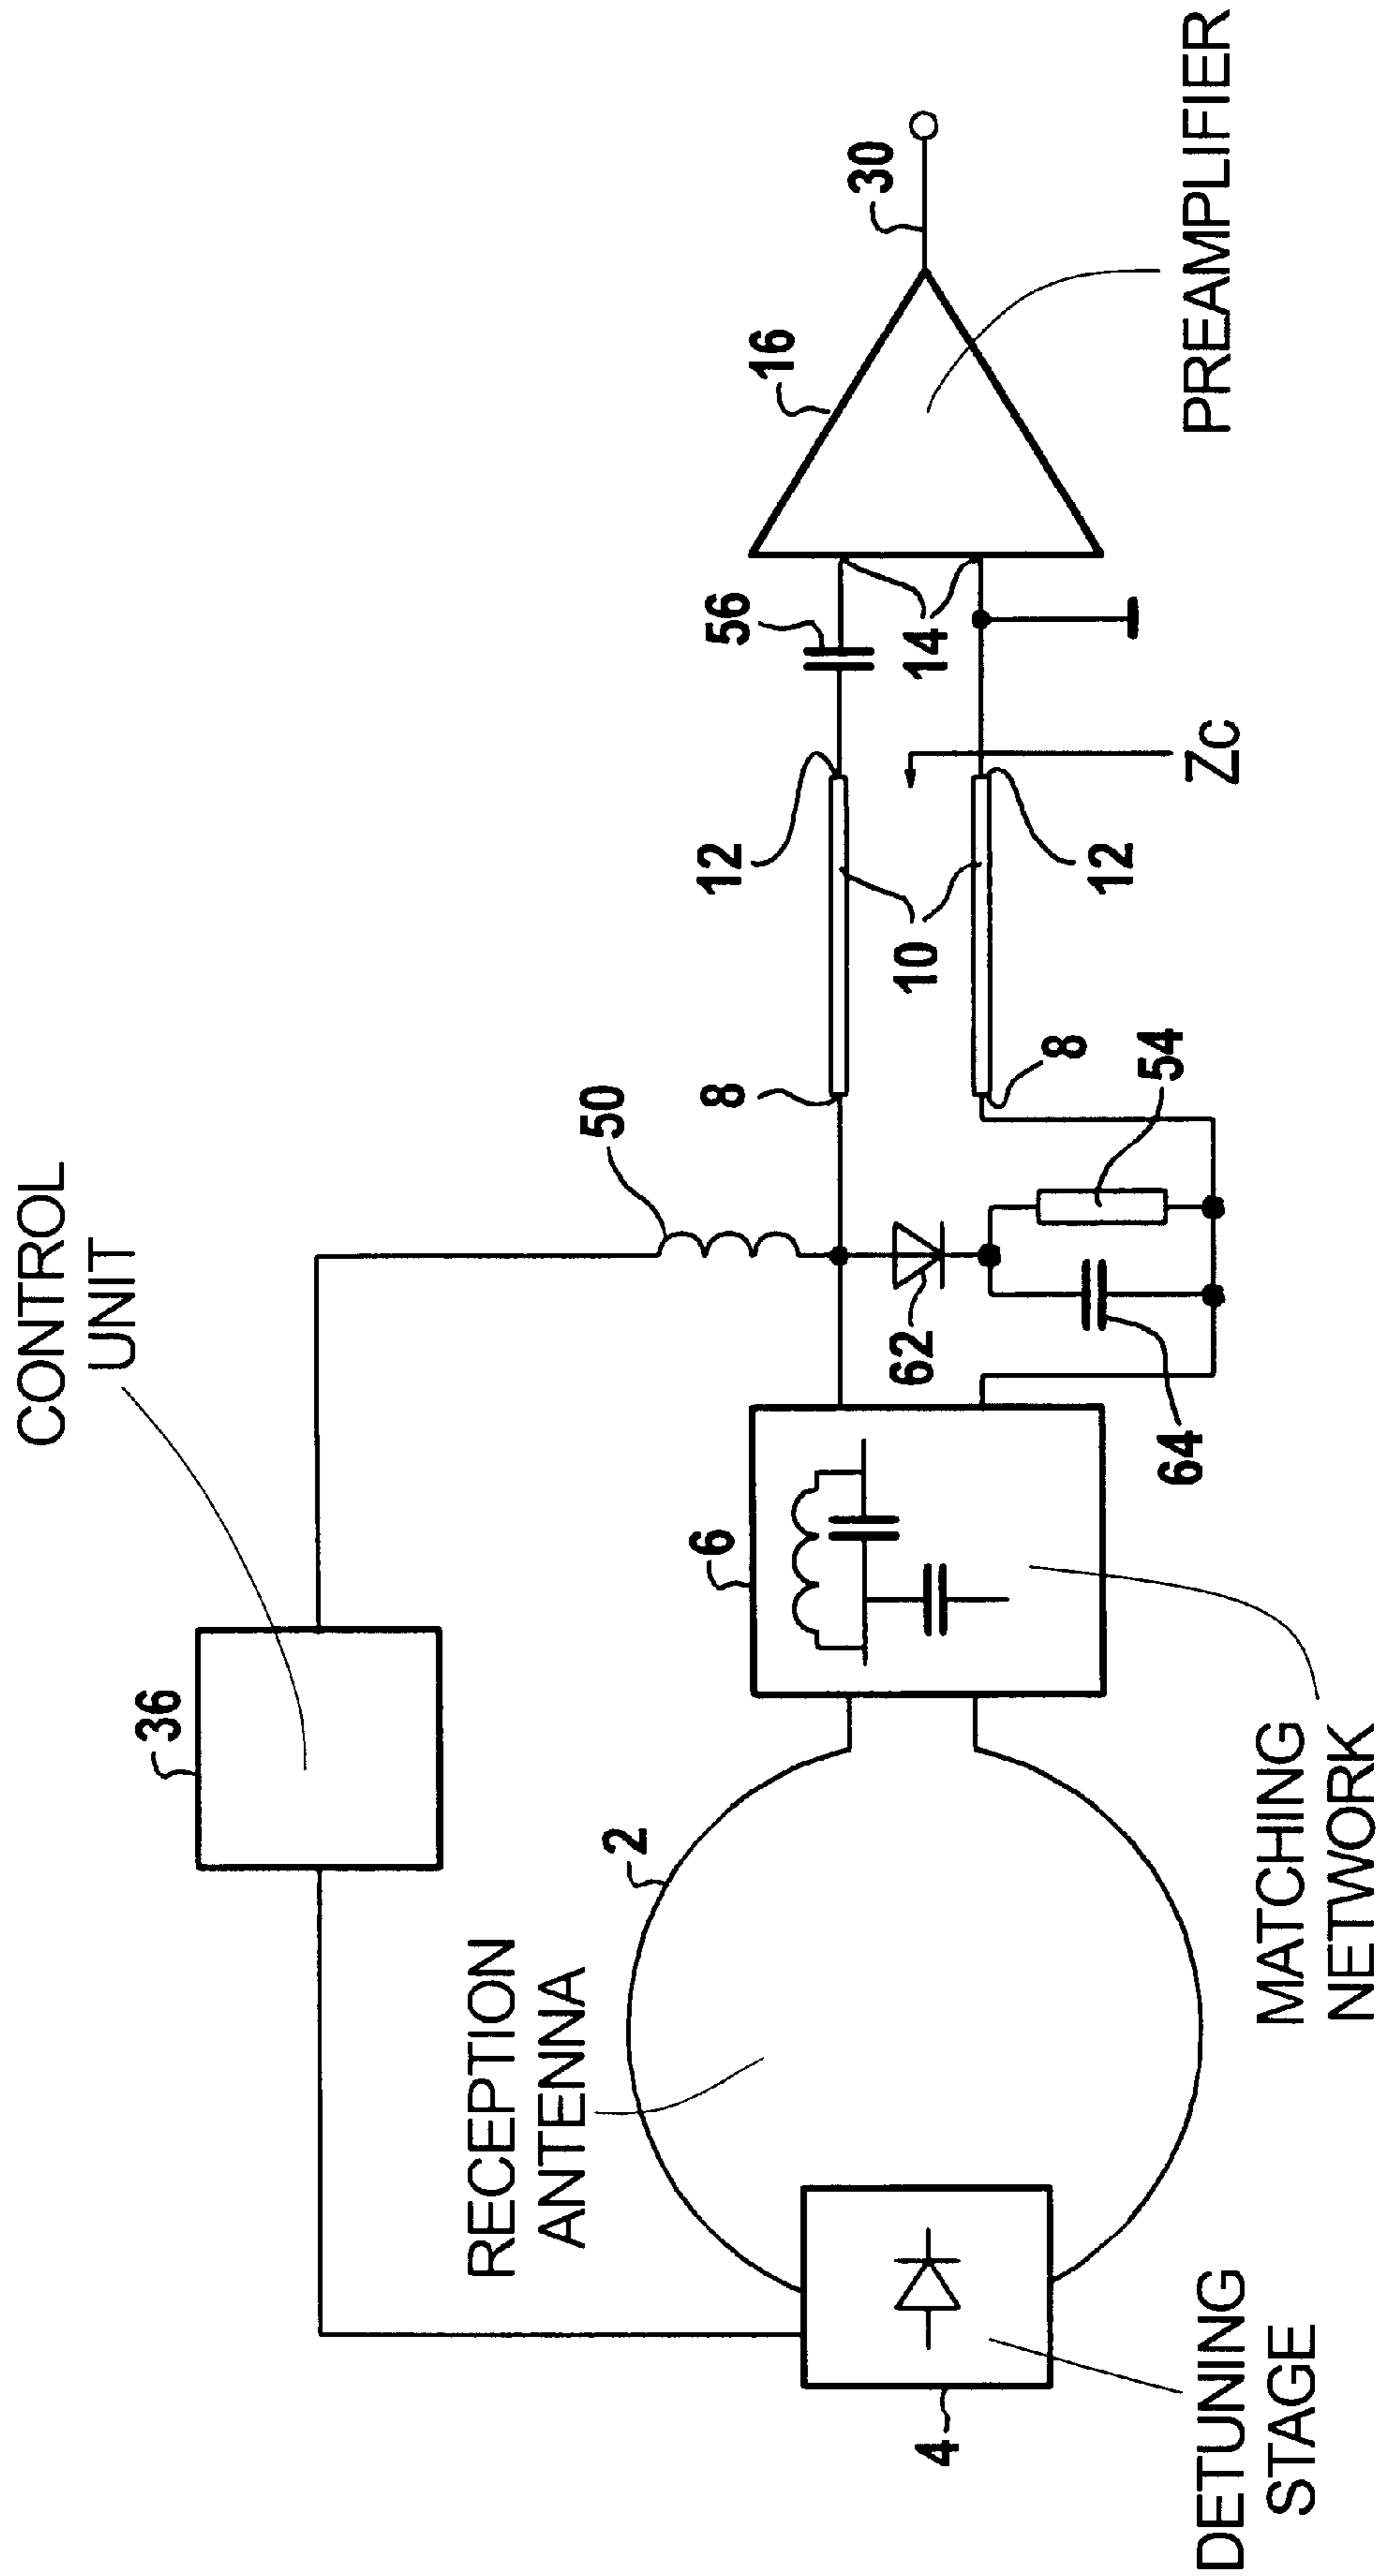 CONTROL
UNIT
36
50
RECEPTION
ANTENNA
2
6
8
12
56
16
30
62
10
14
4
64
54
8
12
ZC
DETUNING
STAGE
MATCHING
NETWORK
PREAMPLIFIER